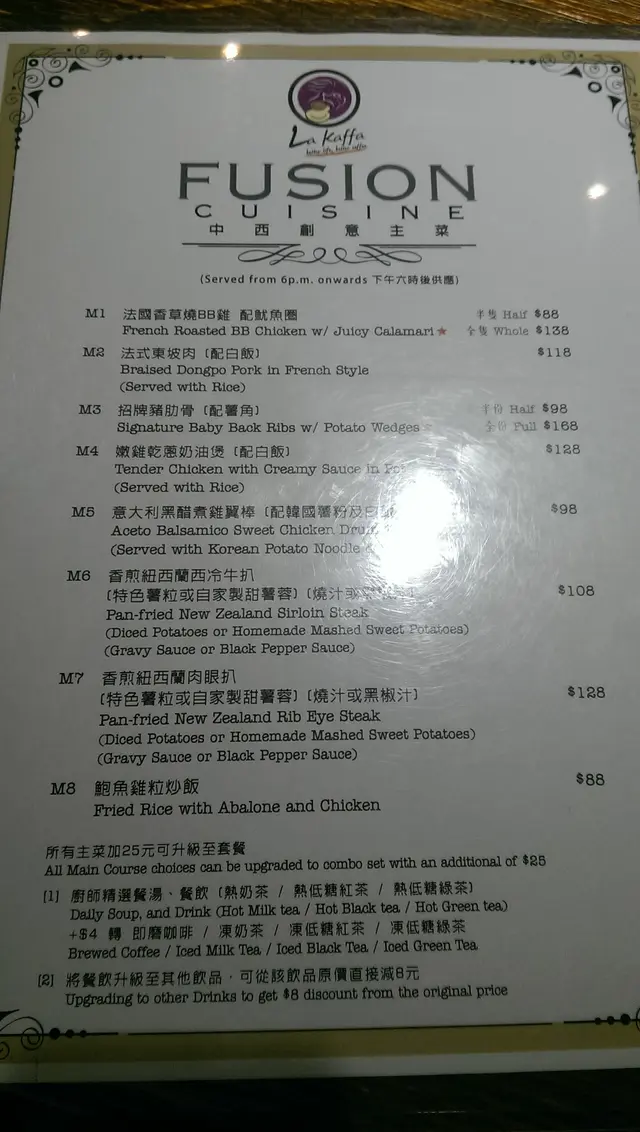 La Kaffa
FUSION
CUISINE
中西創意主菜
(Served from 6p.m. onwards 下午六時後供應)
M1 法國香草燒BB雞 配魷魚圈 半隻 Half $88
French Roasted BB Chicken w/ Juicy Calamari★ 全隻 Whole $138
M2 法式東坡肉 (配白飯) $118
Braised Dongpo Pork in French Style
(Served with Rice)
M3 招牌豬肋骨 (配薯角) 半份 Half $98
Signature Baby Back Ribs w/ Potato Wedges 全份 Full $168
M4 嫩雞乾蔥奶油煲 (配白飯) $128
Tender Chicken with Creamy Sauce in
(Served with Rice)
M5 意大利黑醋煮雞翼棒 (配韓國薯粉及 $98
Aceto Balsamico Sweet Chicken
(Served with Korean Potato Noodle
M6 香煎紐西蘭西冷牛扒
(特色薯粒或自家製甜薯蓉) (燒汁或 $108
Pan-fried New Zealand Sirloin Steak
(Diced Potatoes or Homemade Mashed Sweet Potatoes)
(Gravy Sauce or Black Pepper Sauce)
M7 香煎紐西蘭肉眼扒
(特色薯粒或自家製甜薯蓉) (燒汁或黑椒汁) $128
Pan-fried New Zealand Rib Eye Steak
(Diced Potatoes or Homemade Mashed Sweet Potatoes)
(Gravy Sauce or Black Pepper Sauce)
M8 鮑魚雞粒炒飯 $88
Fried Rice with Abalone and Chicken
所有主菜加25元可升級至套餐
All Main Course choices can be upgraded to combo set with an additional of $25
(1) 廚師精選餐湯、餐飲 (熱奶茶 / 熱低糖紅茶 / 熱低糖綠茶)
Daily Soup, and Drink (Hot Milk tea / Hot Black tea / Hot Green tea)
+$4 轉 即磨咖啡 / 凍奶茶 / 凍低糖紅茶 / 凍低糖綠茶
Brewed Coffee / Iced Milk Tea / Iced Black Tea / Iced Green Tea
(2) 將餐飲升級至其他飲品，可從該飲品原價直接減8元
Upgrading to other Drinks to get $8 discount from the original price